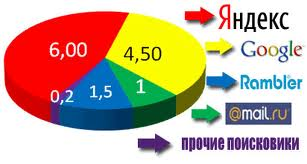 6,00
4,50
1
1,5
0,2
Яндекс
Google
Rambler
@mail.ru
прочие поисковики